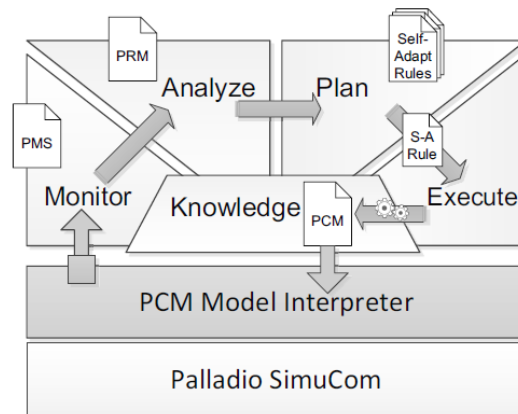 PRM
Self-
Adapt
Rules
Analyze
Plan
PMS
S-A
Rule
Monitor
Knowledge
PCM
Execute
PCM Model Interpreter
Palladio SimuCom